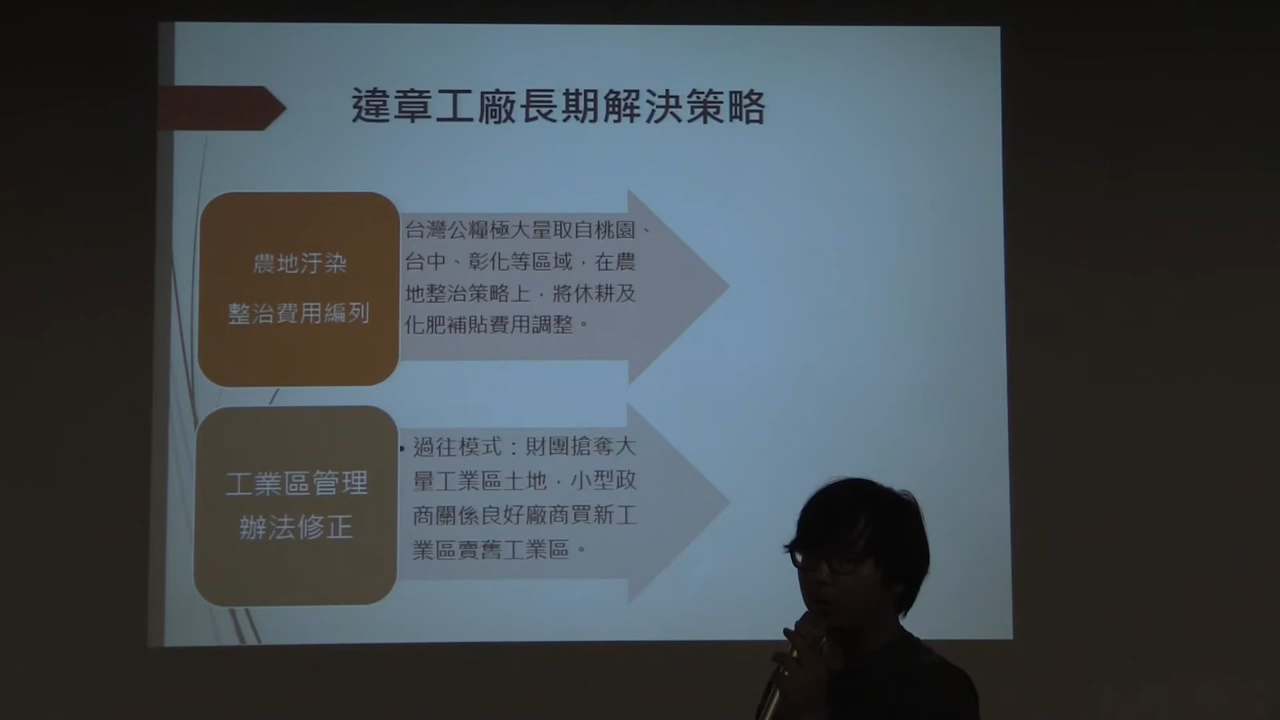 違章工廠長期解決策略
農地汙染
整治費用編列
台灣公糧極大量取自桃園、
台中、彰化等區域，在農
地整治策略上，將休耕及
化肥補貼費用調整。
工業區管理
辦法修正
• 過往模式：財團搶奪大
量工業區土地，小型政
商關係良好廠商買新工
業區賣舊工業區。